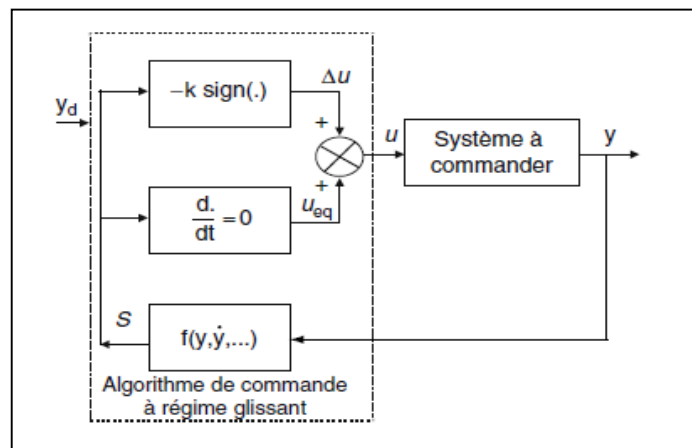 −k sign(.)
Δu
y_d
+
u
Système à
commander
y
+
d.
dt
=0
u_eq
S
f(y,ẏ,...)
Algorithme de commande
à régime glissant